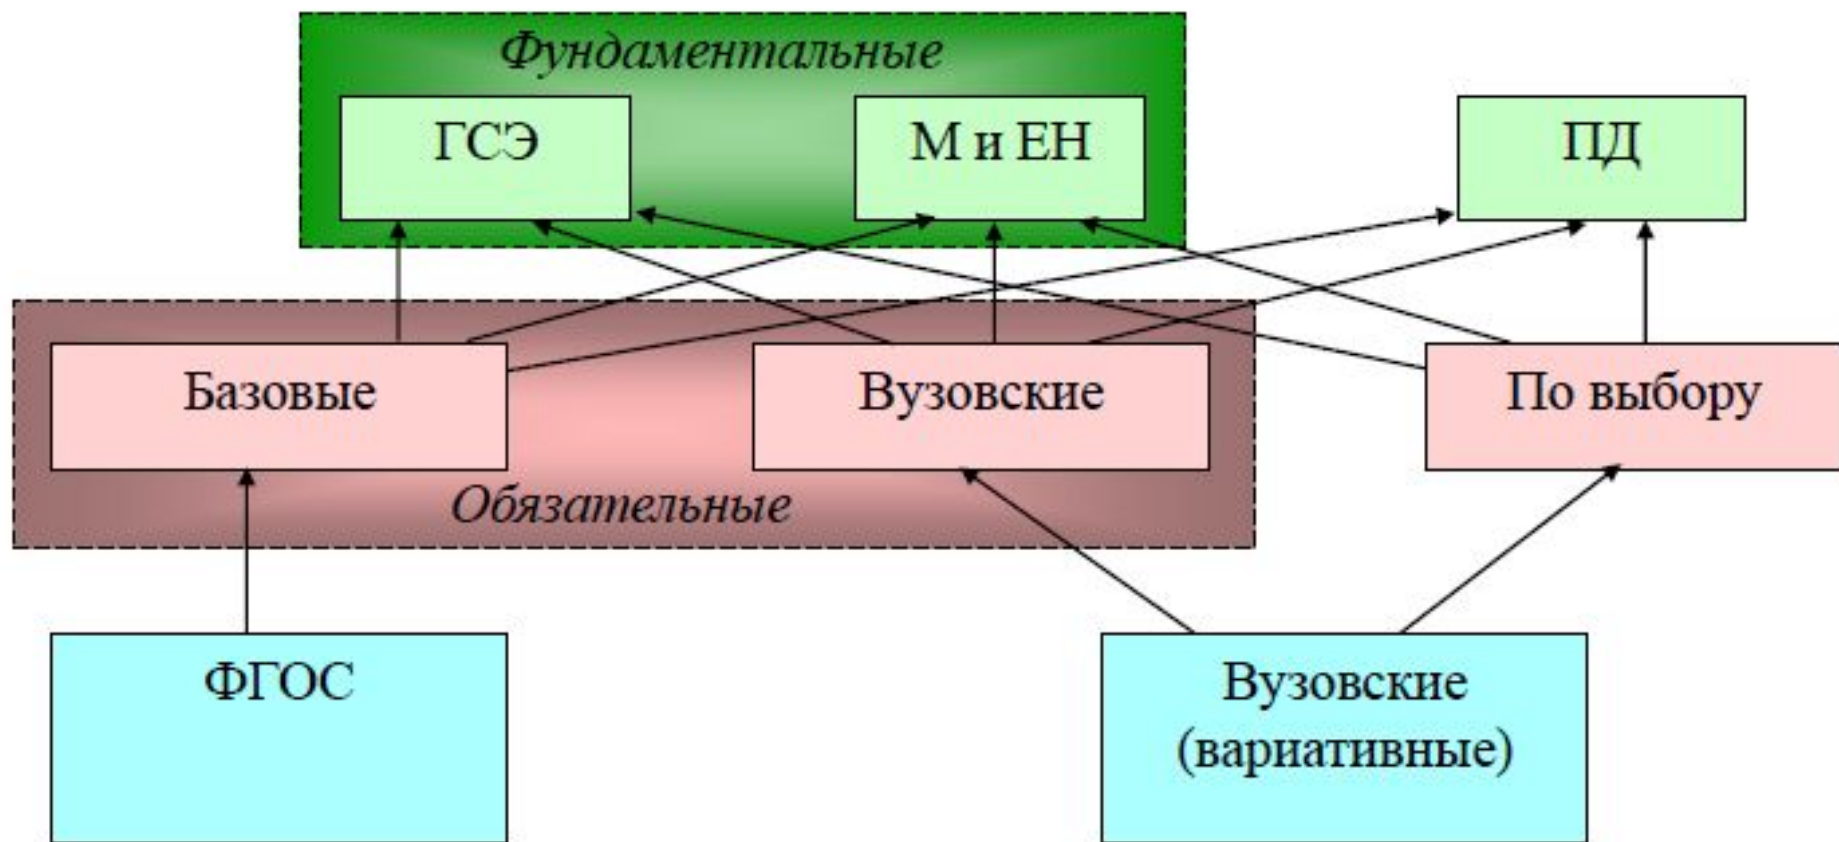 Фундаментальные
ГСЭ
М и ЕН
ПД
Базовые
Вузовские
По выбору
Обязательные
ФГОС
Вузовские
(вариативные)